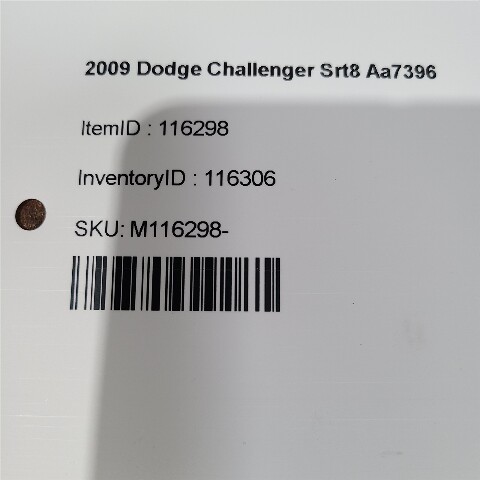 2009 Dodge Challenger Srt8 Aa7396
ItemID : 116298
InventoryID : 116306
SKU: M116298-